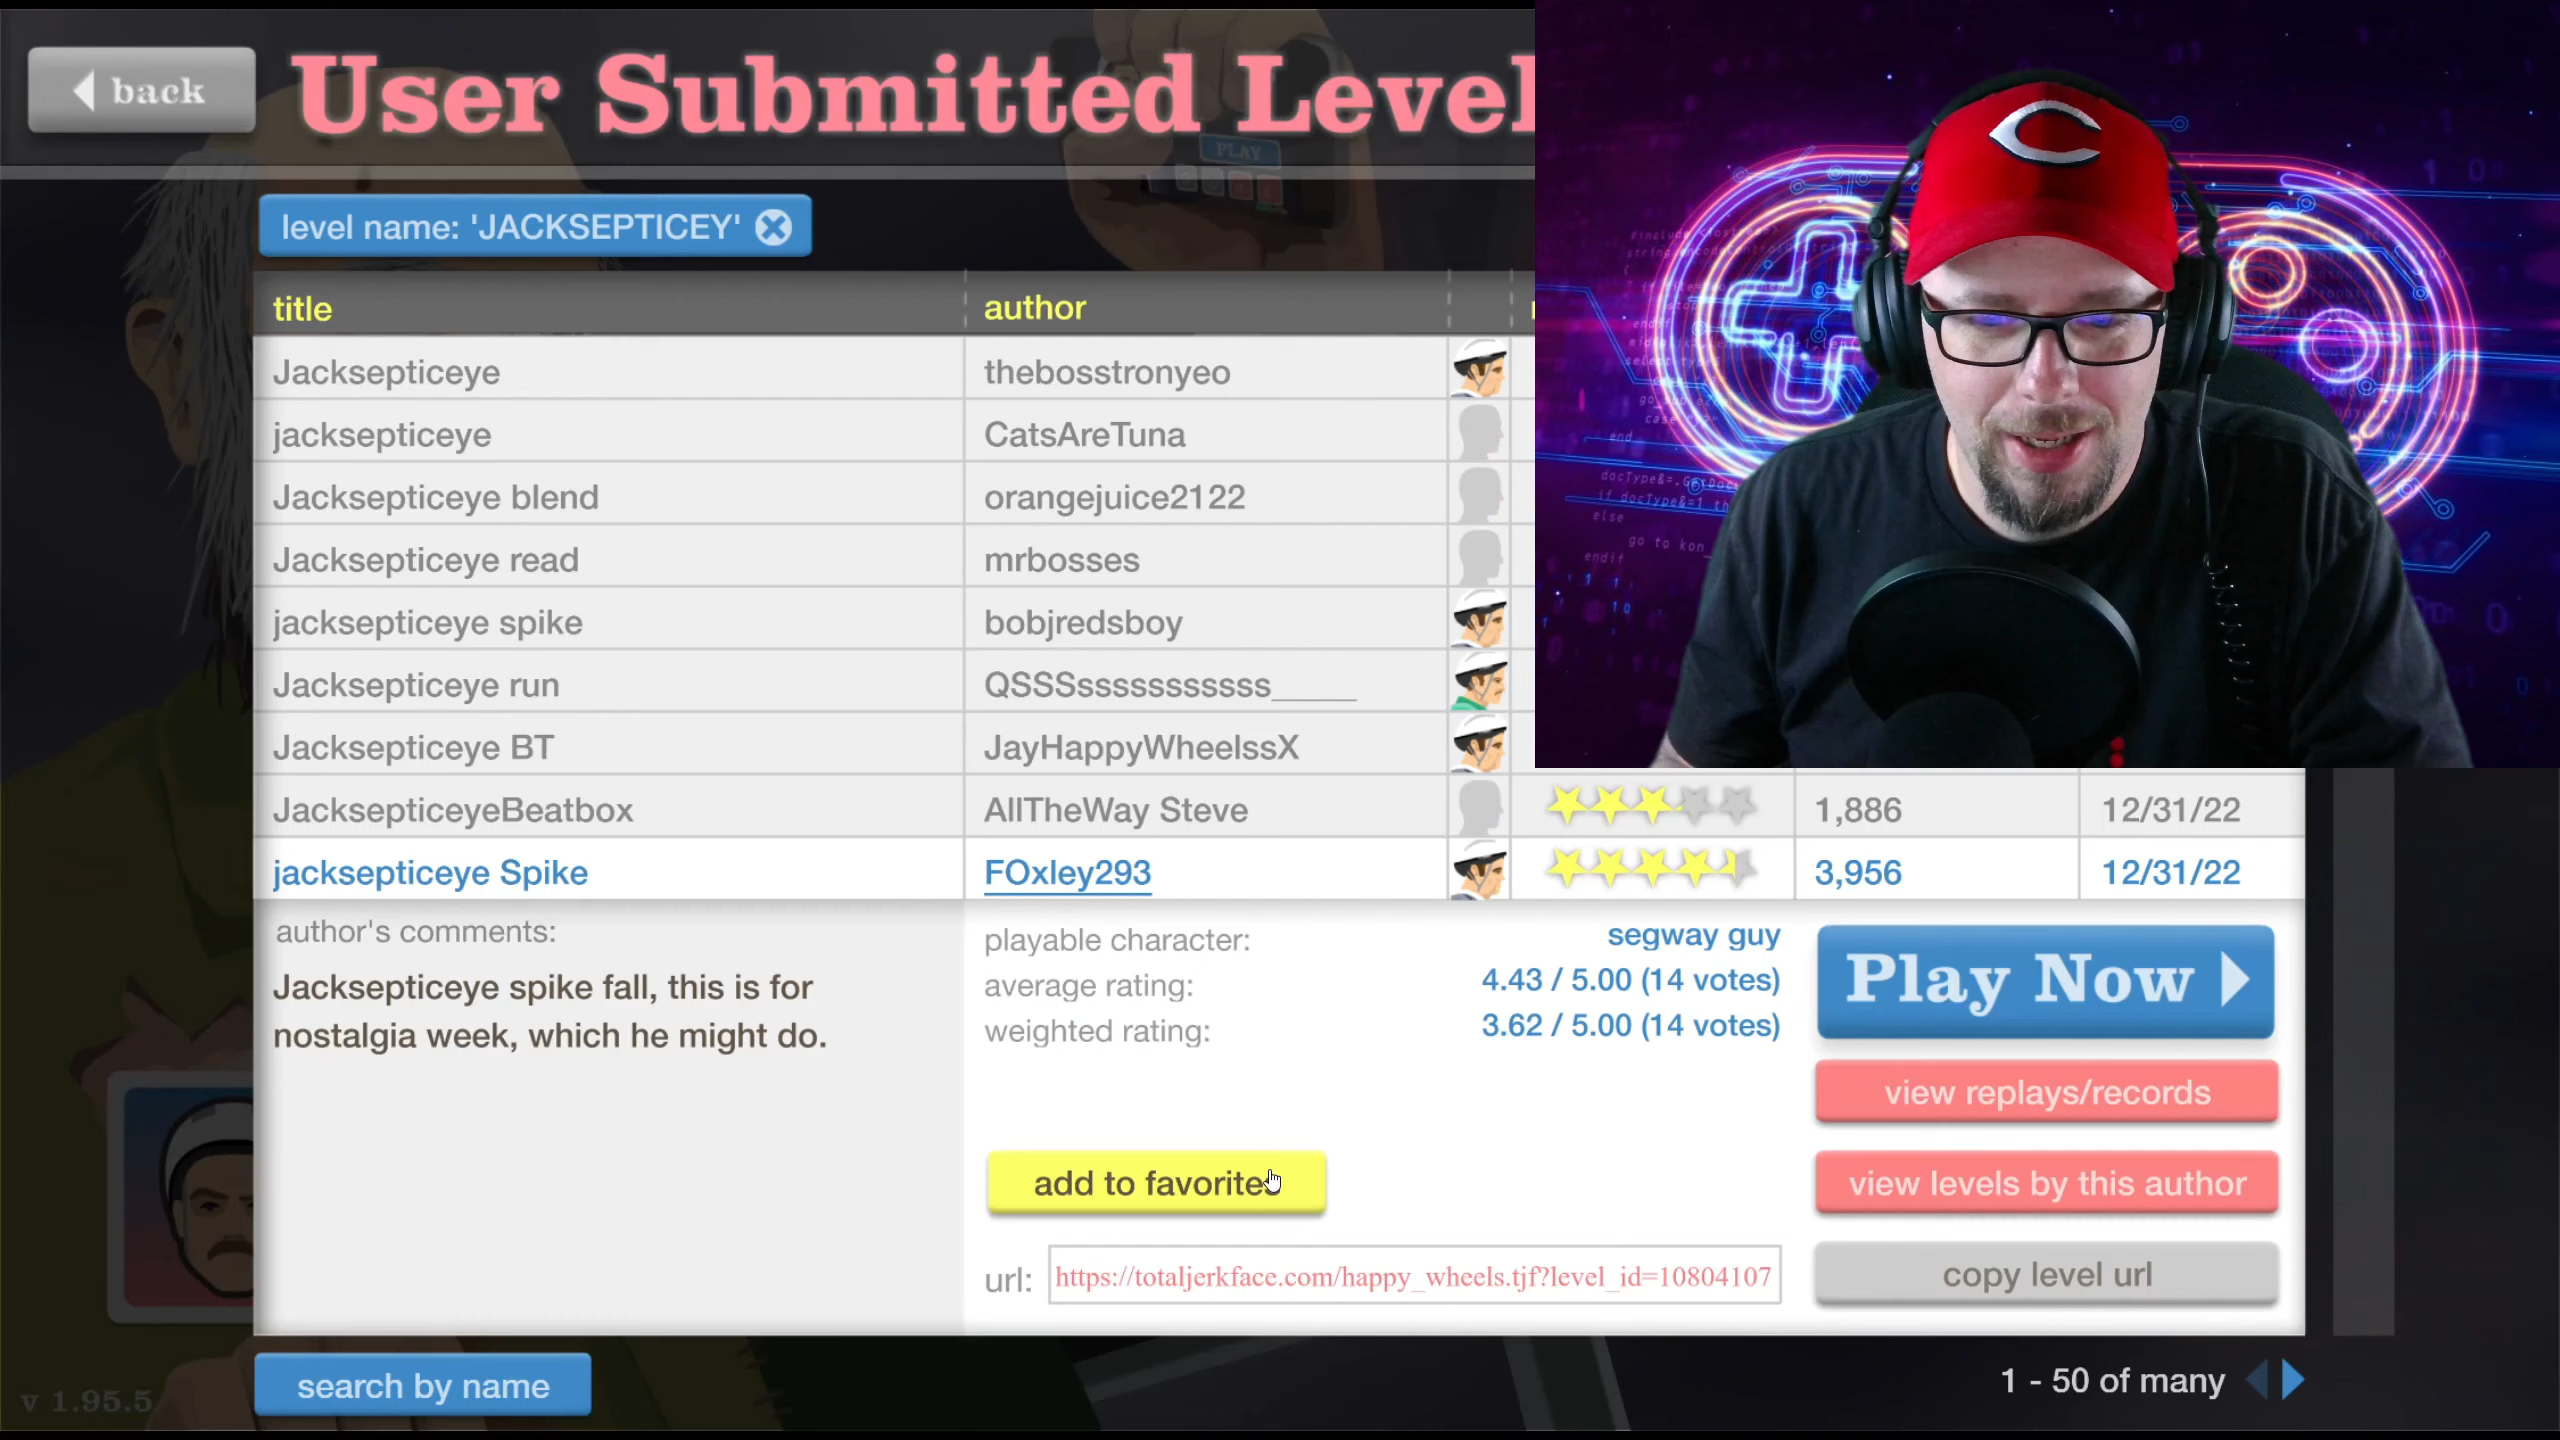 back
User Submitted Level
PLAY
level name: 'JACKSEPTICEY'
title author
Jacksepticeye thebosstronyeo
jacksepticeye CatsAreTuna
Jacksepticeye blend orangejuice2122
Jacksepticeye read mrbosses
jacksepticeye spike bobjredsboy
Jacksepticeye run QSSSsssssssssss_____
Jacksepticeye BT JayHappyWheelssX
JacksepticeyeBeatbox AllTheWay Steve 1,886 12/31/22
jacksepticeye Spike FOxley293 3,956 12/31/22
author's comments:
Jacksepticeye spike fall, this is for
nostalgia week, which he might do.
playable character: segway guy
average rating: 4.43 / 5.00 (14 votes)
weighted rating: 3.62 / 5.00 (14 votes)
Play Now
view replays/records
add to favorites
view levels by this author
url: https://totaljerkface.com/happy_wheels.tjf?level_id=10804107
copy level url
search by name
1 - 50 of many
v 1.95.5
C
else
end
endif